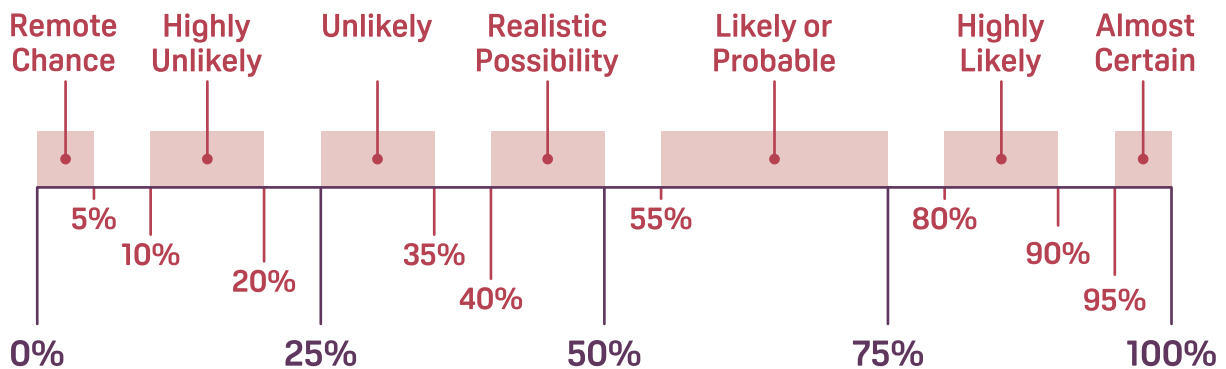 Remote
Chance
Highly
Unlikely
Unlikely
Realistic
Possibility
Likely or
Probable
Highly
Likely
Almost
Certain
5%
10%
20%
35%
40%
55%
80%
90%
95%
0%
25%
50%
75%
100%